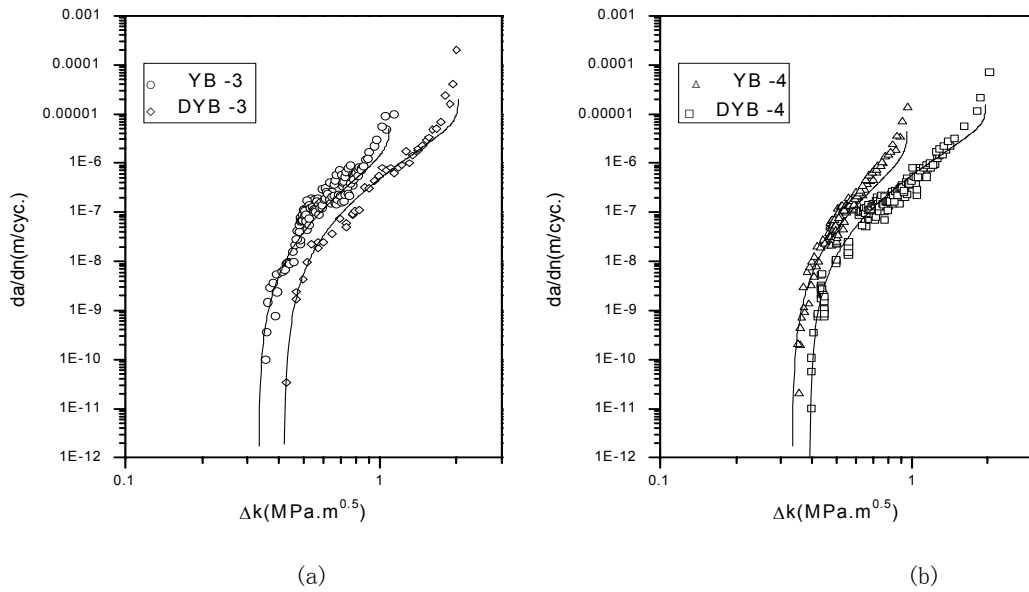 0.001
0.0001
0.00001
1E-6
1E-7
1E-8
1E-9
1E-10
1E-11
1E-12
0.1
1
da/dn(m/cyc.)
Δk(MPa.m^0.5)
YB -3
DYB -3
(a)
0.001
0.0001
0.00001
1E-6
1E-7
1E-8
1E-9
1E-10
1E-11
1E-12
0.1
1
da/dn(m/cyc.)
Δk(MPa.m^0.5)
YB -4
DYB -4
(b)